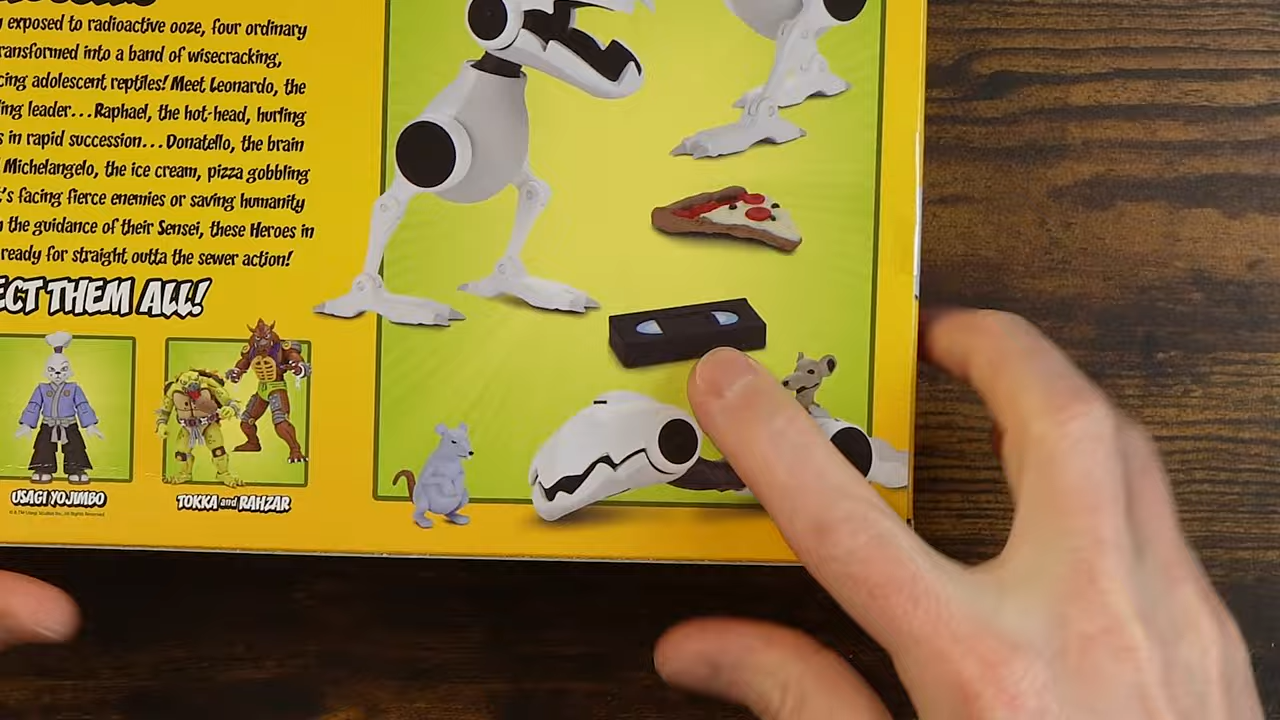 exposed to radioactive ooze, four ordinary
ransformed into a band of wisecracking,
cing adolescent reptiles! Meet Leonardo, the
ing leader...Raphael, the hot-head, hurling
s in rapid succession...Donatello, the brain
Michelangelo, the ice cream, pizza gobbling
t's facing fierce enemies or saving humanity
the guidance of their Sensei, these Heroes in
ready for straight outta the sewer action!
ECT THEM ALL!
USAGI YOJIMBO
TOKKA and RAHZAR